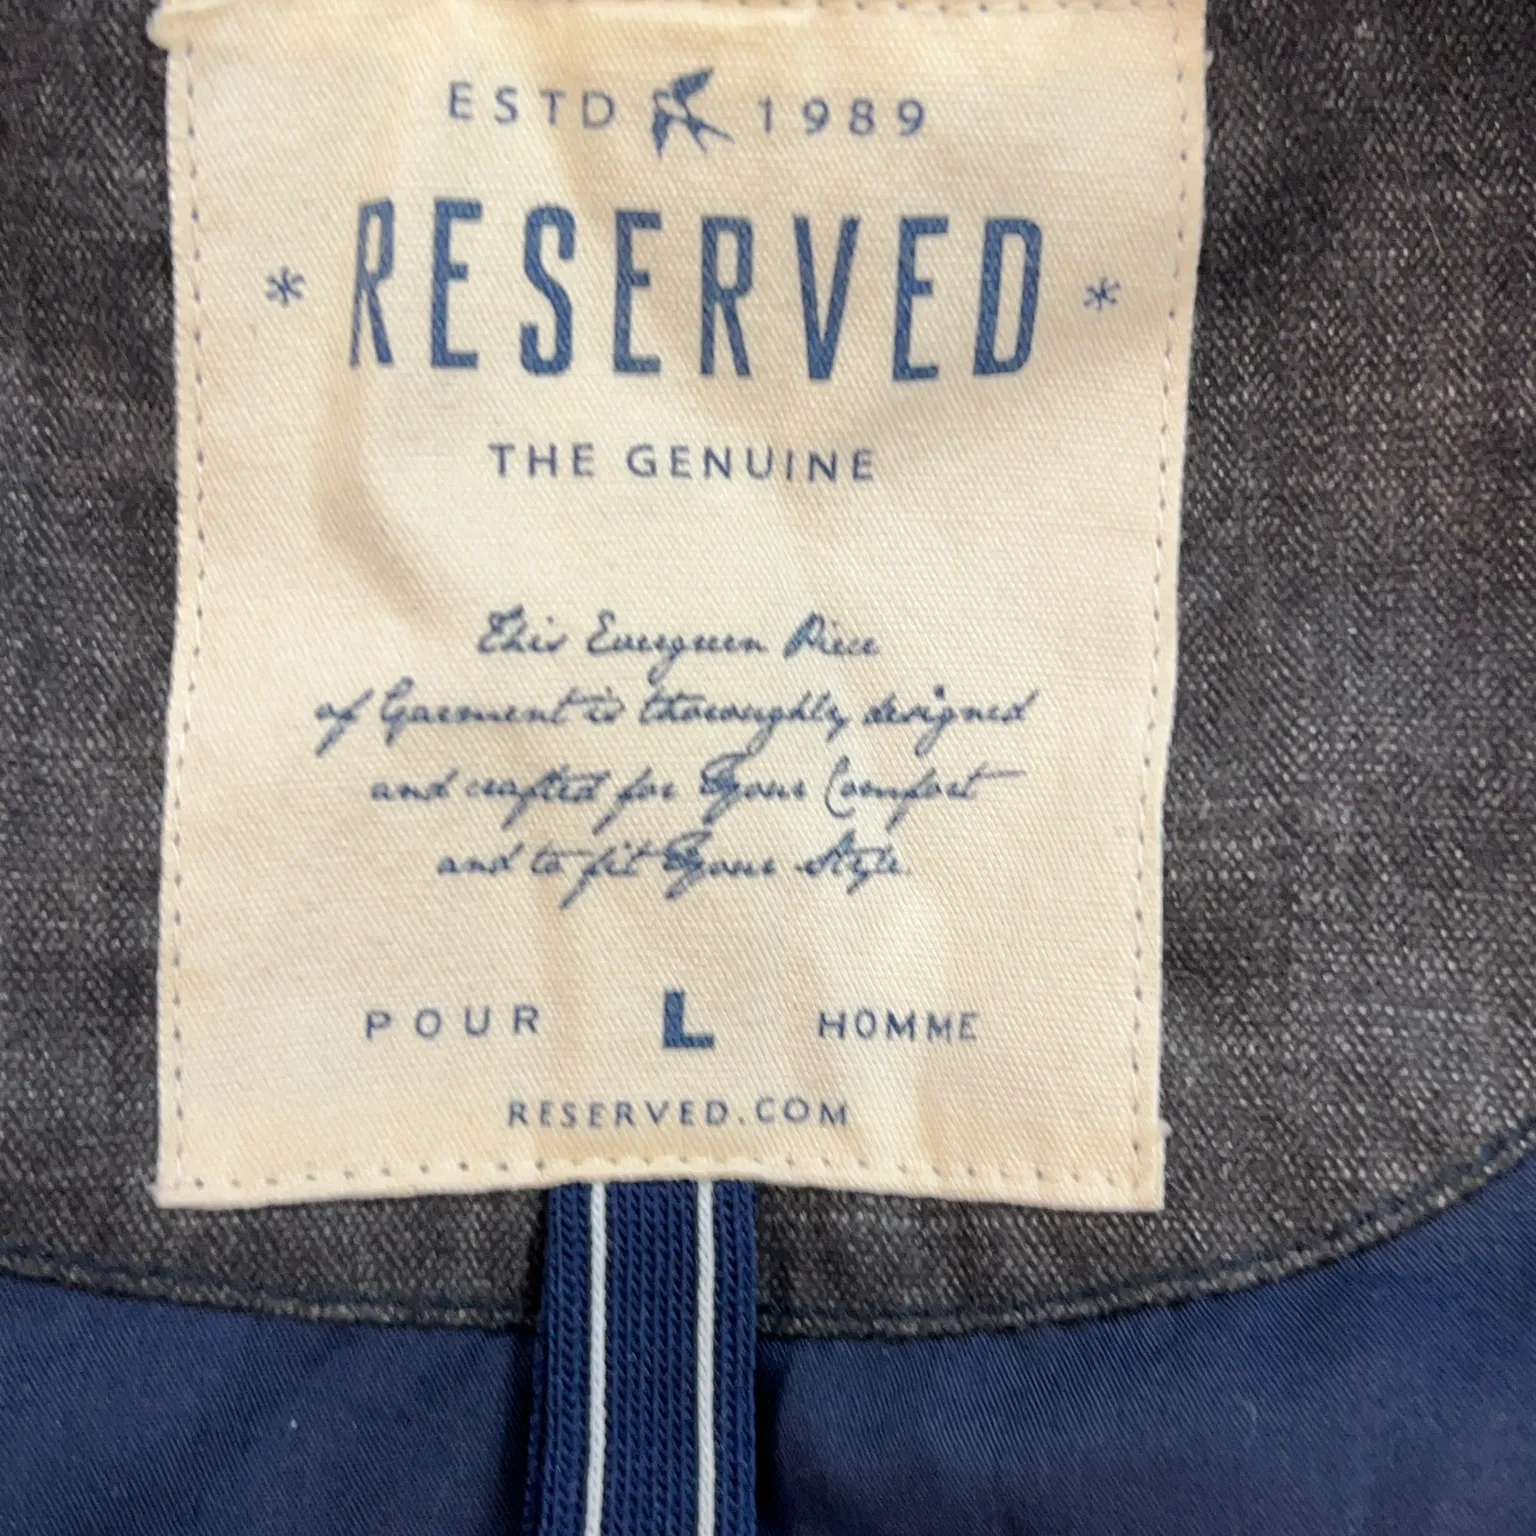 ESTD 1989
* RESERVED *
THE GENUINE
This Evergreen Piece
of Garment is thoroughly designed
and crafted for Your Comfort
and to fit Your Style.
POUR L HOMME
RESERVED.COM